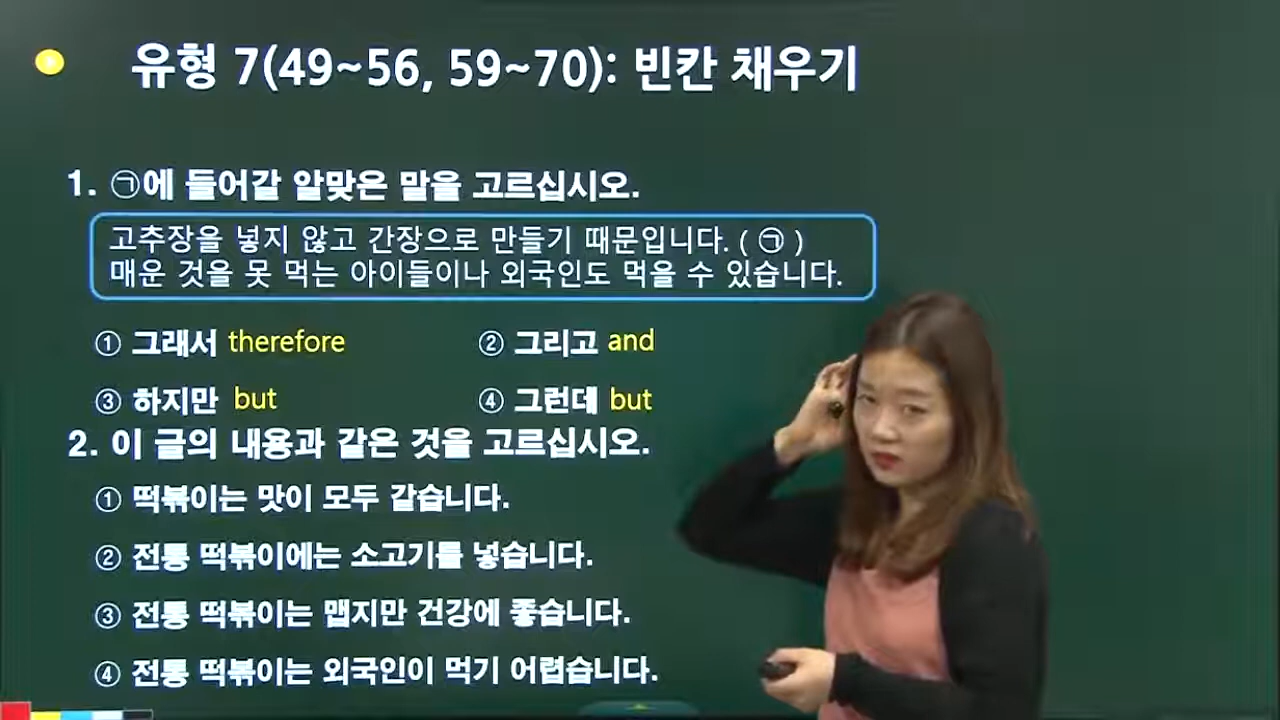 유형 7(49~56, 59~70): 빈칸 채우기
1. ㉠에 들어갈 알맞은 말을 고르십시오.
고추장을 넣지 않고 간장으로 만들기 때문입니다. ( ㉠ )
매운 것을 못 먹는 아이들이나 외국인도 먹을 수 있습니다.
① 그래서 therefore ② 그리고 and
③ 하지만 but ④ 그런데 but
2. 이 글의 내용과 같은 것을 고르십시오.
① 떡볶이는 맛이 모두 같습니다.
② 전통 떡볶이에는 소고기를 넣습니다.
③ 전통 떡볶이는 맵지만 건강에 좋습니다.
④ 전통 떡볶이는 외국인이 먹기 어렵습니다.